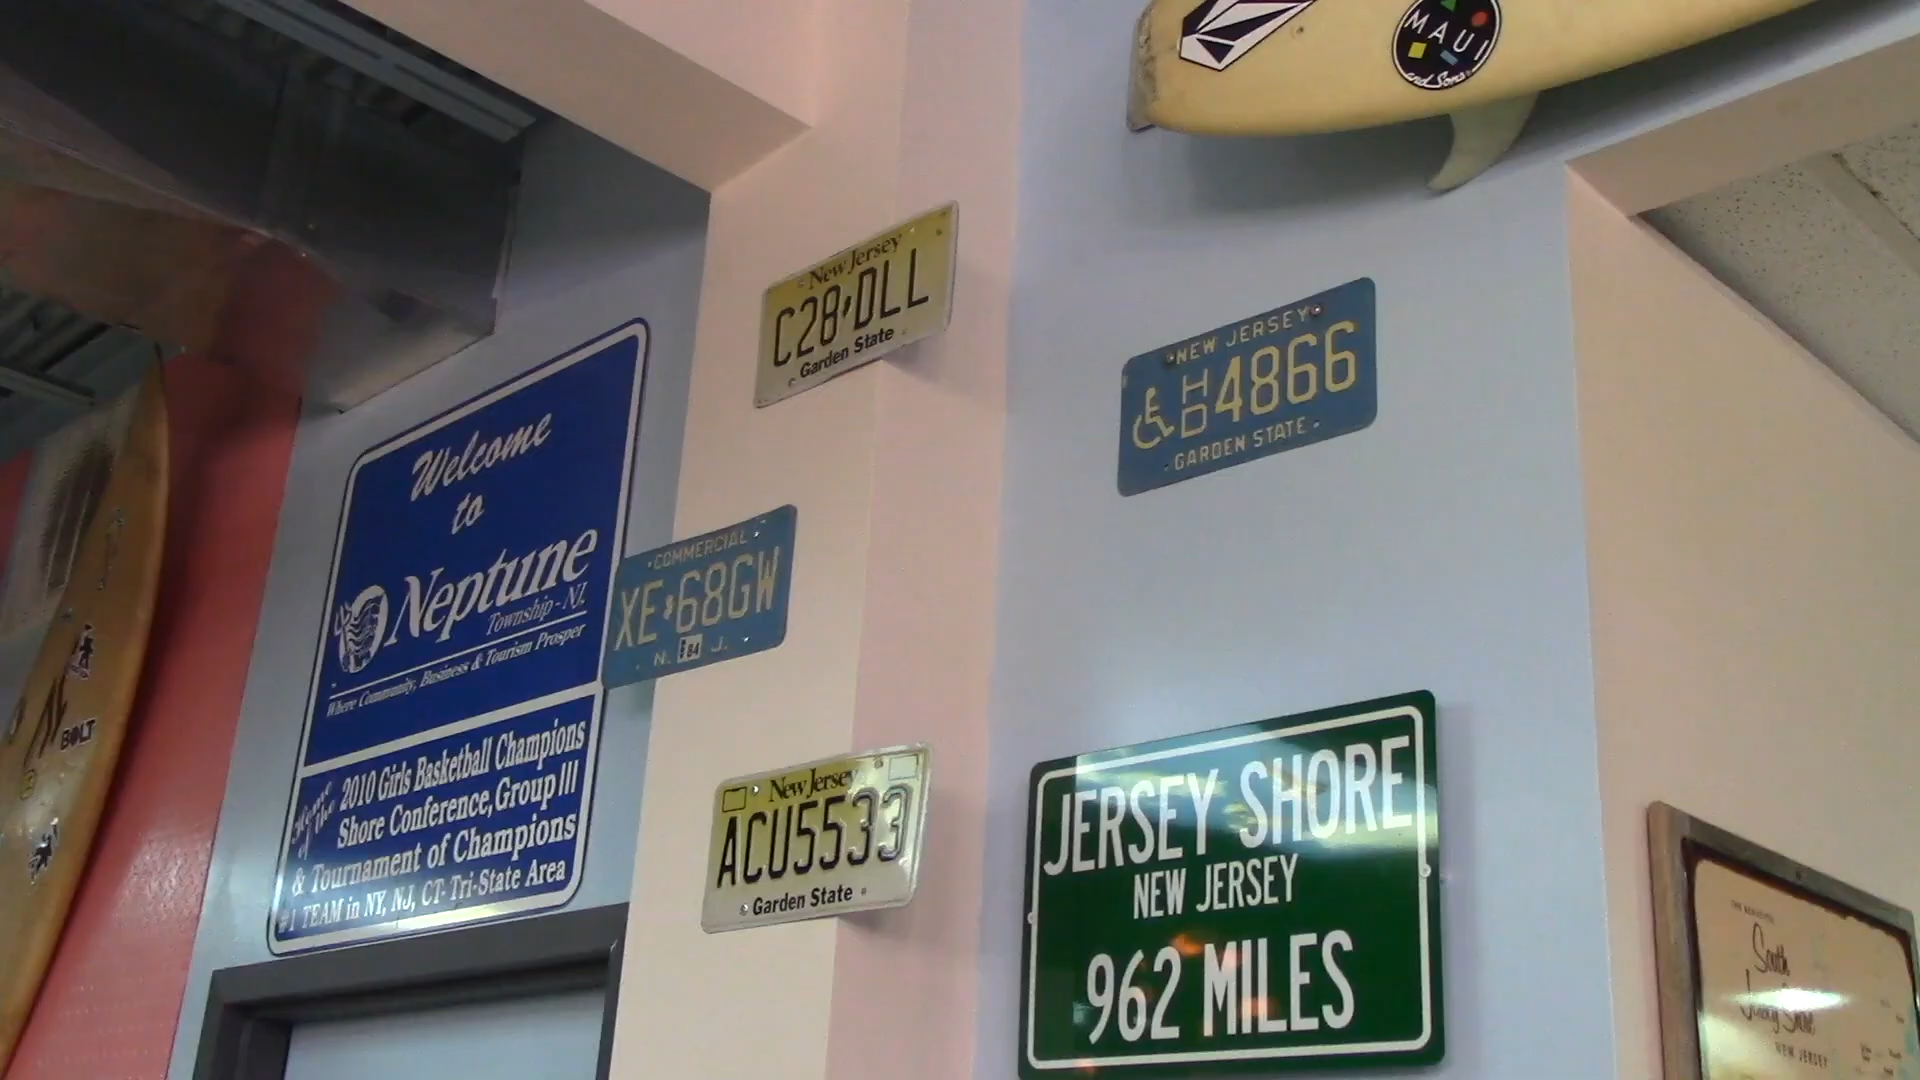 Welcome
to
Neptune
Township - NJ
Where Community, Business & Tourism Prosper
Home of the
2010 Girls Basketball Champions
Shore Conference, Group III
& Tournament of Champions
#1 TEAM in NY, NJ, CT- Tri-State Area
BOLT
New Jersey
C28 DLL
Garden State
COMMERCIAL
XE 68GW
N. 84 J.
New Jersey
ACU5533
Garden State
MAUI
and Sons
NEW JERSEY
HD 4866
GARDEN STATE
JERSEY SHORE
NEW JERSEY
962 MILES
South
Jersey Shore
NEW JERSEY